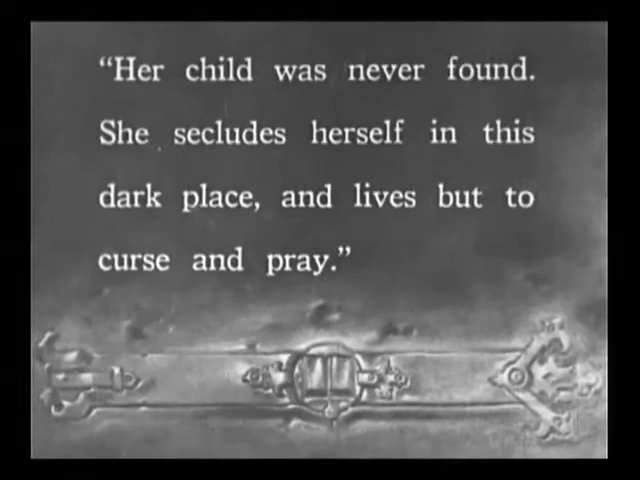 “Her child was never found.
She secludes herself in this
dark place, and lives but to
curse and pray.”